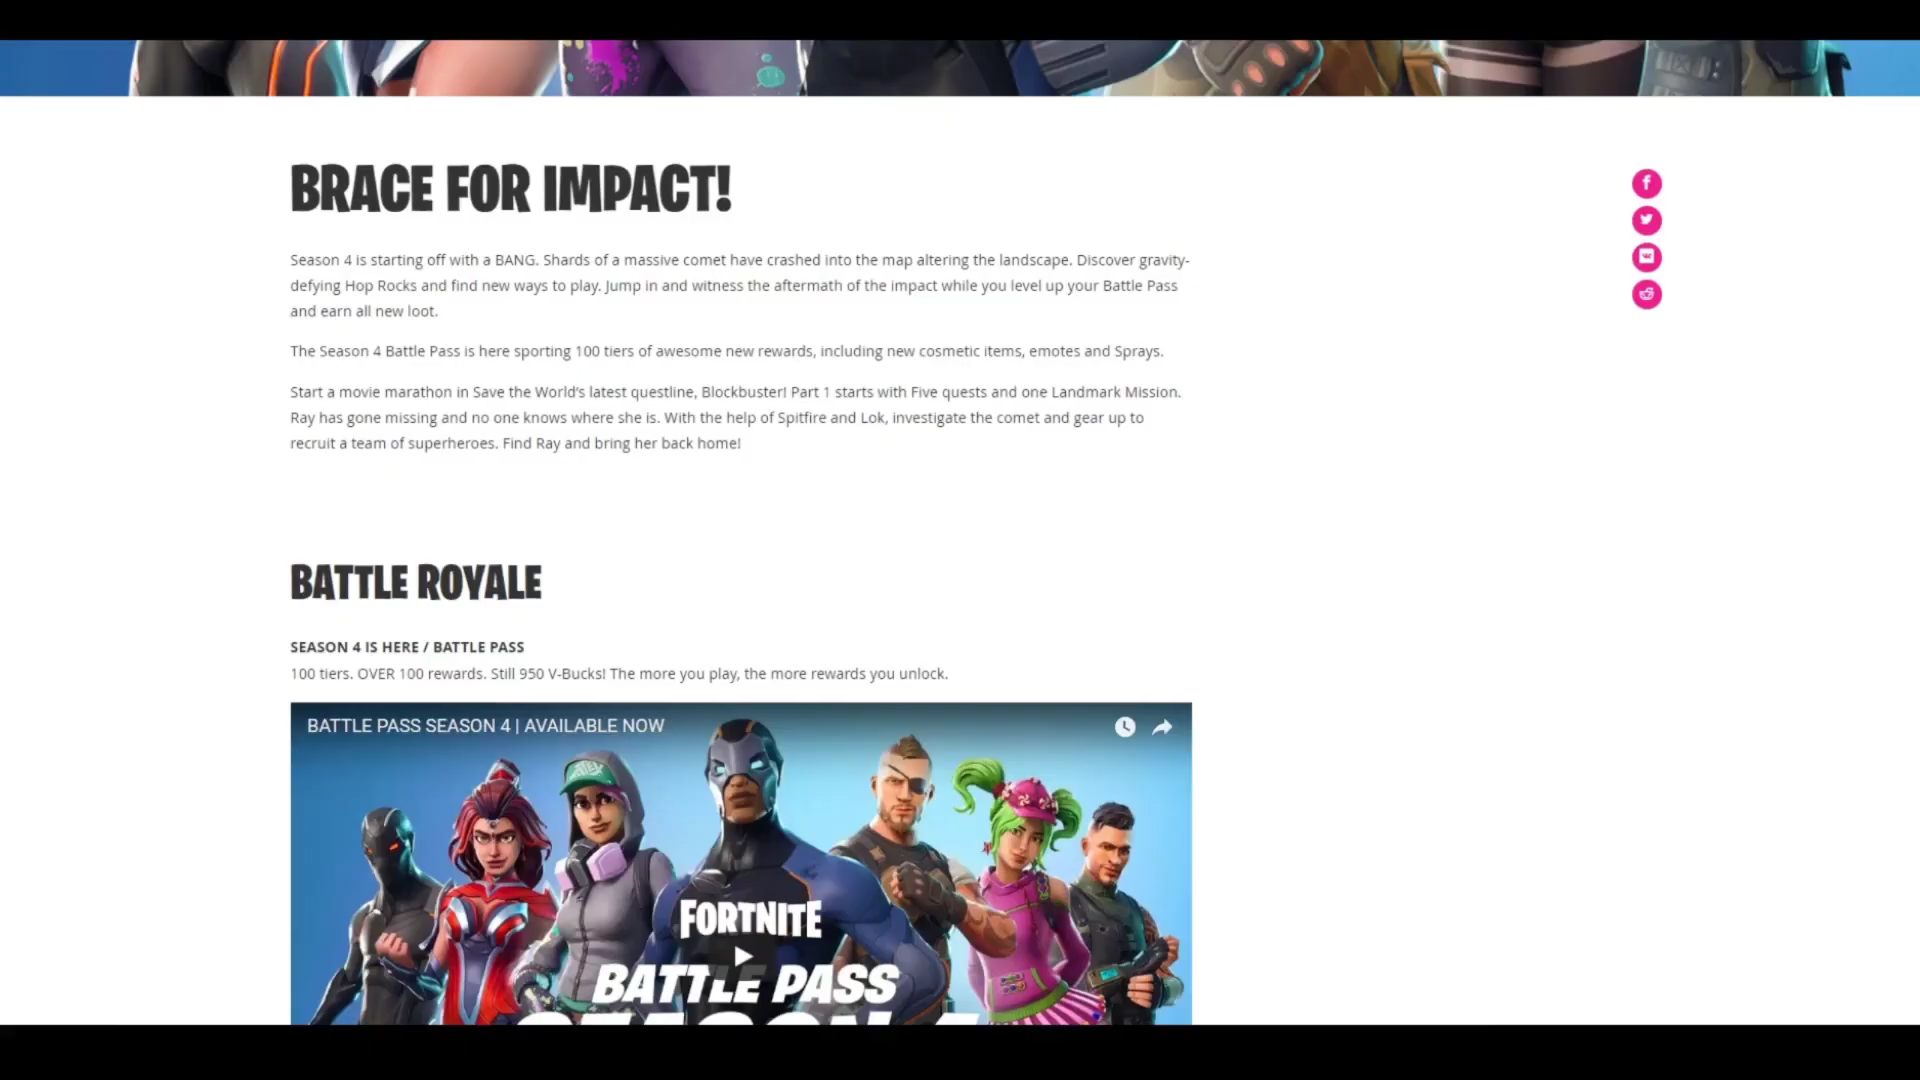 BRACE FOR IMPACT!
Season 4 is starting off with a BANG. Shards of a massive comet have crashed into the map altering the landscape. Discover gravity-
defying Hop Rocks and find new ways to play. Jump in and witness the aftermath of the impact while you level up your Battle Pass
and earn all new loot.
The Season 4 Battle Pass is here sporting 100 tiers of awesome new rewards, including new cosmetic items, emotes and Sprays.
Start a movie marathon in Save the World's latest questline, Blockbuster! Part 1 starts with Five quests and one Landmark Mission.
Ray has gone missing and no one knows where she is. With the help of Spitfire and Lok, investigate the comet and gear up to
recruit a team of superheroes. Find Ray and bring her back home!
BATTLE ROYALE
SEASON 4 IS HERE / BATTLE PASS
100 tiers. OVER 100 rewards. Still 950 V-Bucks! The more you play, the more rewards you unlock.
BATTLE PASS SEASON 4 | AVAILABLE NOW
FORTNITE
BATTLE PASS